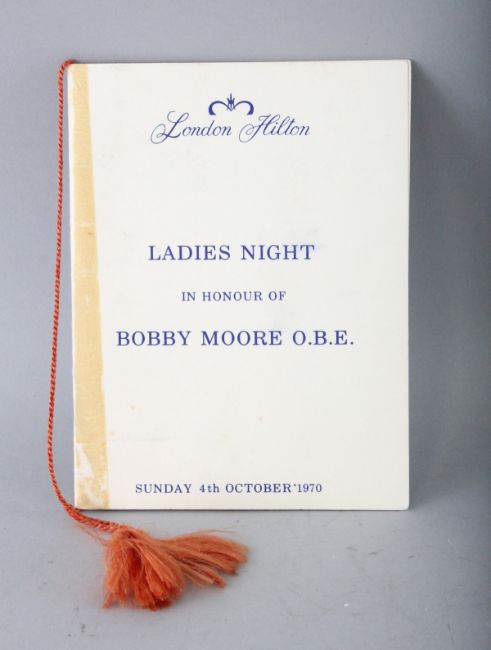 London Hilton
LADIES NIGHT
IN HONOUR OF
BOBBY MOORE O.B.E.
SUNDAY 4th OCTOBER 1970